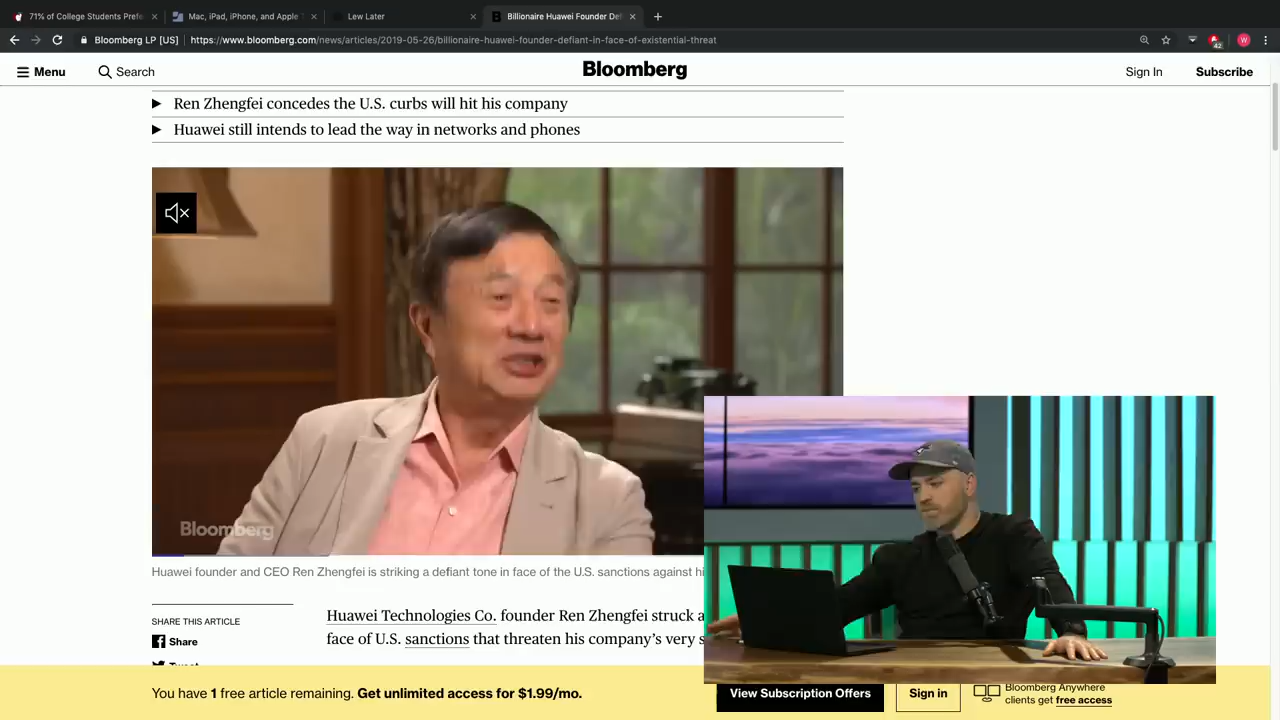 71% of College Students Pref
Mac, iPad, iPhone, and Apple
Lew Later
Billionaire Huawei Founder Def
Bloomberg LP [US]
https://www.bloomberg.com/news/articles/2019-05-26/billionaire-huawei-founder-defiant-in-face-of-existential-threat
42
W
Menu
Search
Bloomberg
Sign In
Subscribe
Ren Zhengfei concedes the U.S. curbs will hit his company
Huawei still intends to lead the way in networks and phones
Bloomberg
Huawei founder and CEO Ren Zhengfei is striking a defiant tone in face of the U.S. sanctions against hi
SHARE THIS ARTICLE
Share
Tweet
Huawei Technologies Co. founder Ren Zhengfei struck a
face of U.S. sanctions that threaten his company's very s
You have 1 free article remaining. Get unlimited access for $1.99/mo.
View Subscription Offers
Sign in
Bloomberg Anywhere
clients get free access